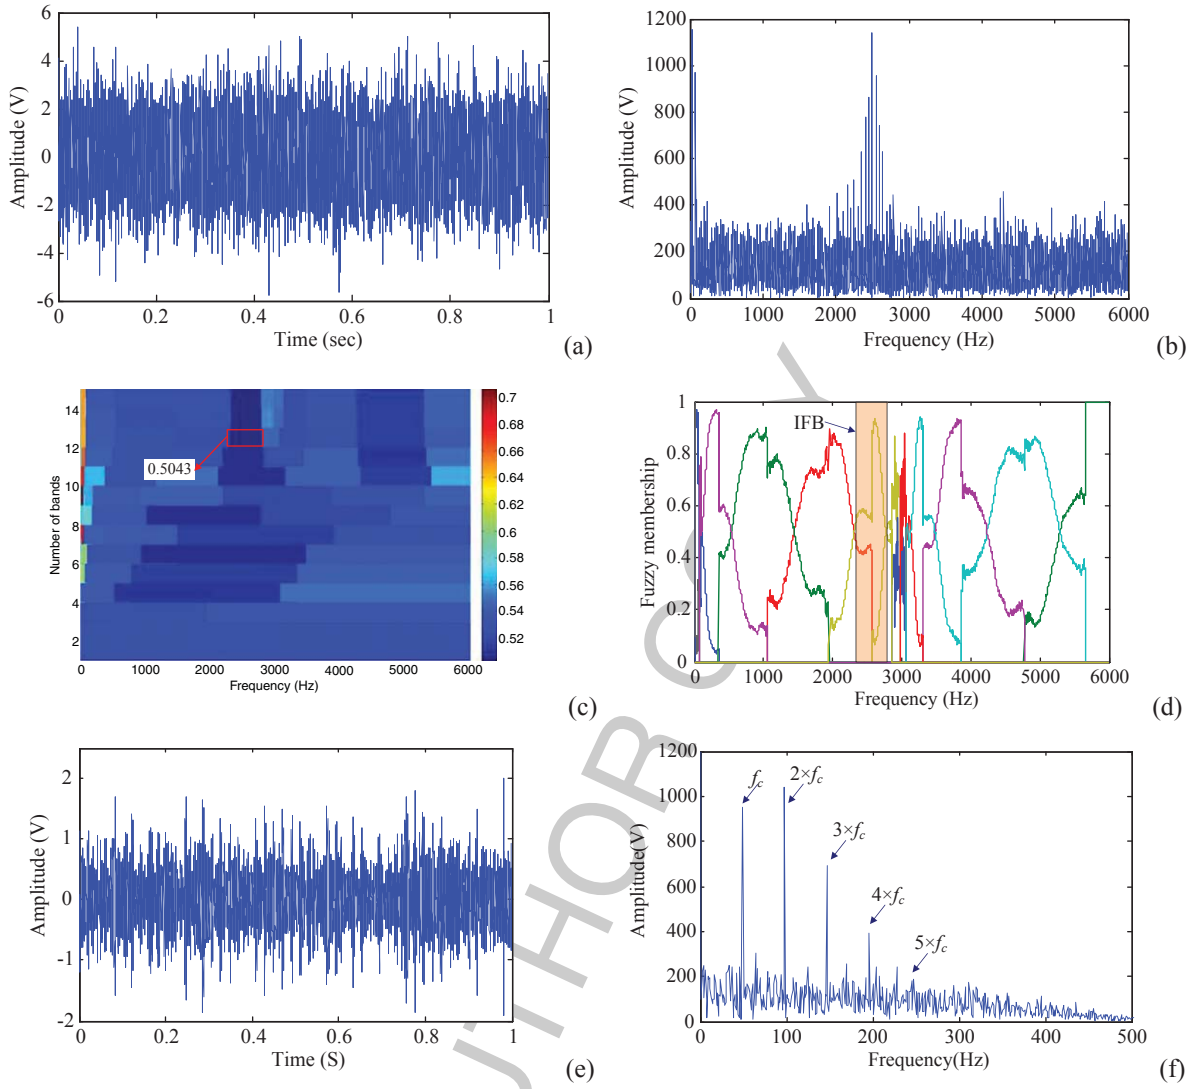 6
4
2
0
-2
-4
-6
Amplitude (V)
0 0.2 0.4 0.6 0.8 1
Time (sec)
(a)
1200
1000
800
600
400
200
0
Amplitude (V)
0 1000 2000 3000 4000 5000 6000
Frequency (Hz)
(b)
14
12
10
8
6
4
2
Number of bands
0.5043
0 1000 2000 3000 4000 5000 6000
Frequency (Hz)
0.7
0.68
0.66
0.64
0.62
0.6
0.58
0.56
0.54
0.52
(c)
1
0.8
0.6
0.4
0.2
0
Fuzzy membership
IFB
0 1000 2000 3000 4000 5000 6000
Frequency (Hz)
(d)
2
1
0
-1
-2
Amplitude (V)
0 0.2 0.4 0.6 0.8 1
Time (S)
(e)
1200
1000
800
600
400
200
0
Amplitude(V)
fc
2×fc
3×fc
4×fc
5×fc
0 100 200 300 400 500
Frequency(Hz)
(f)
UTHOR COPY